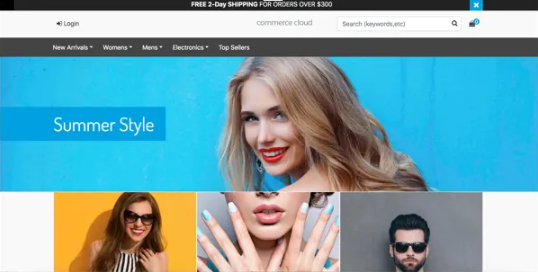 FREE 2-Day SHIPPING FOR ORDERS OVER $300
Login
commerce cloud
Search (keywords,etc)
0
New Arrivals
Womens
Mens
Electronics
Top Sellers
Summer Style